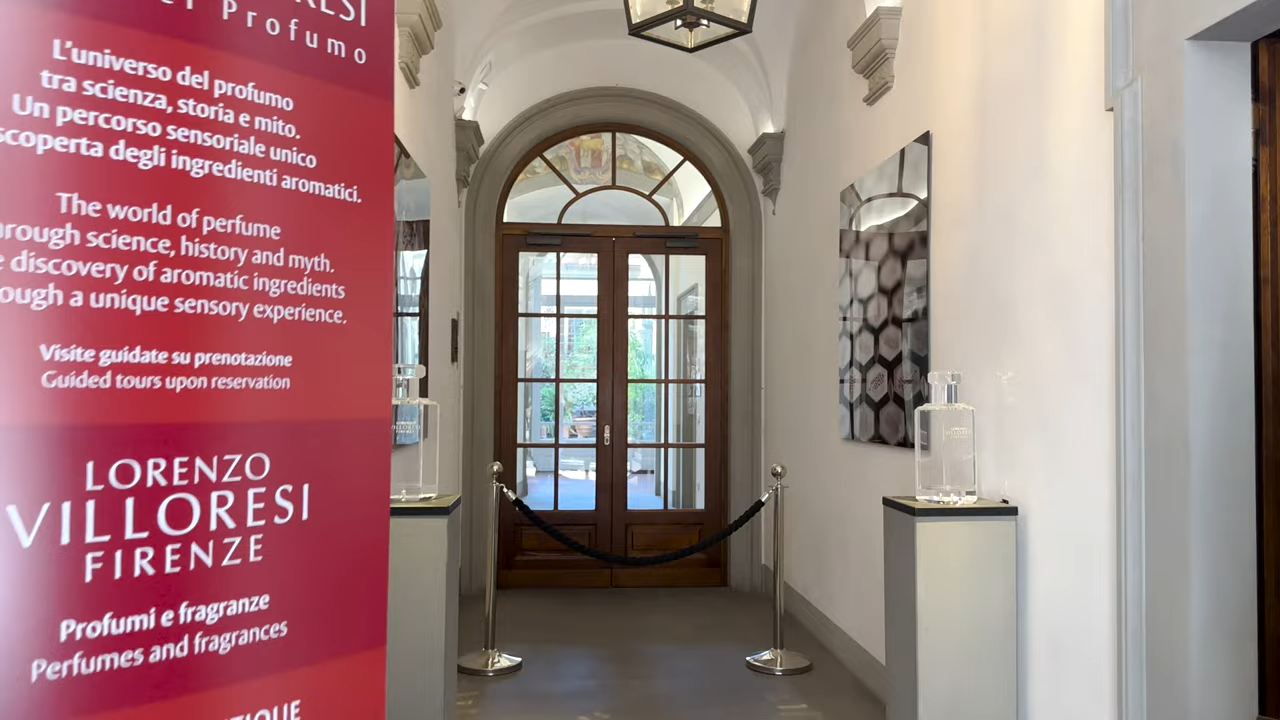 Profumo
L'universo del profumo
tra scienza, storia e mito.
Un percorso sensoriale unico
scoperta degli ingredienti aromatici.
The world of perfume
science, history and myth.
discovery of aromatic ingredients
a unique sensory experience.
Visite guidate su prenotazione
Guided tours upon reservation
LORENZO
VILLORESI
FIRENZE
Profumi e fragranze
Perfumes and fragrances